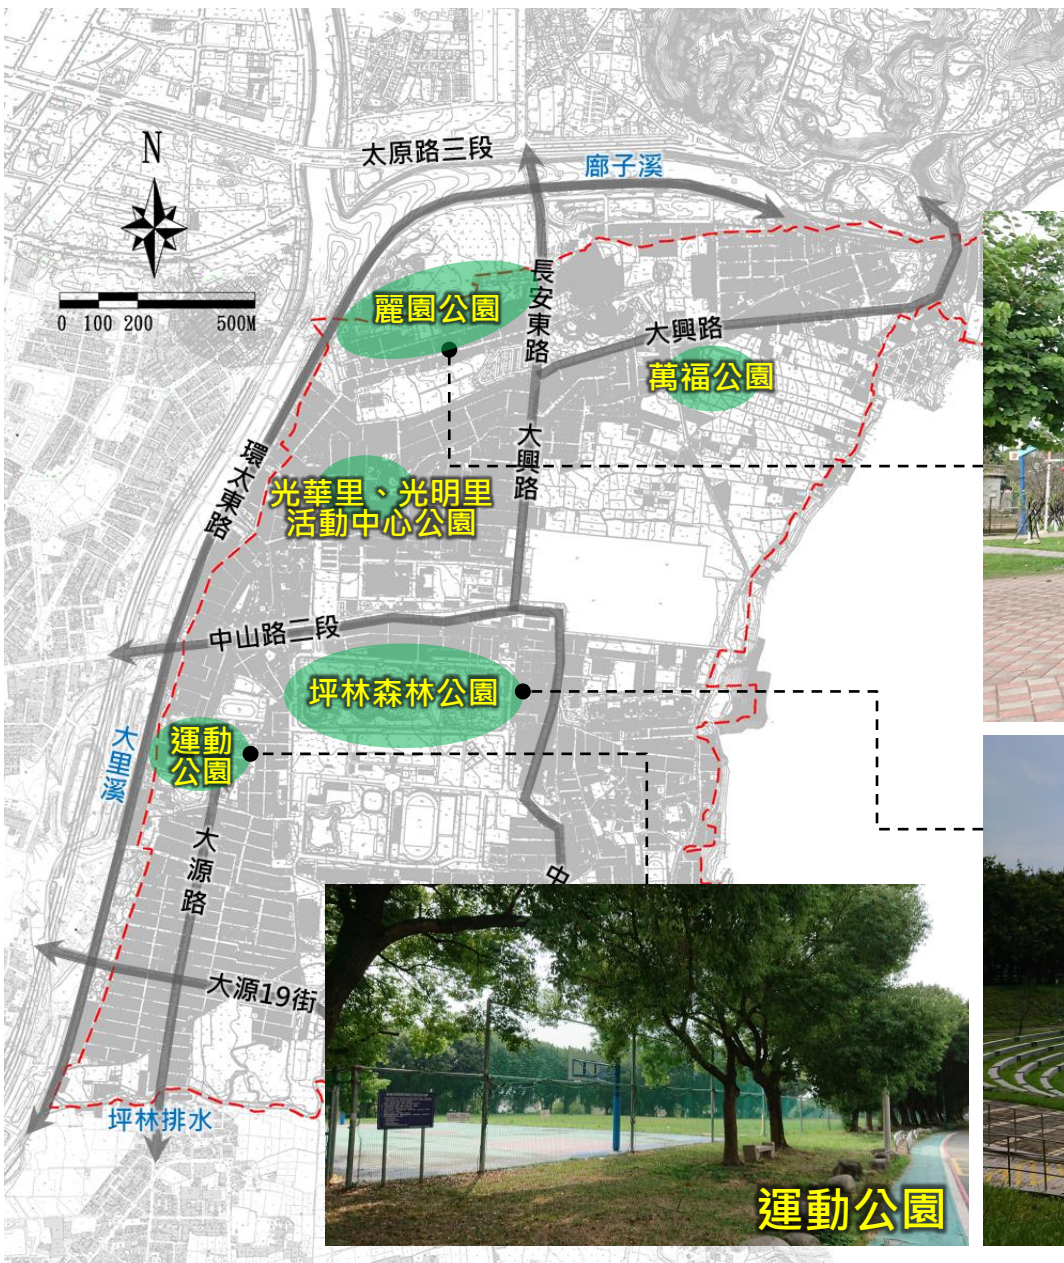 N
0 100 200 500M
太原路三段
廍子溪
麗園公園
長安東路
大興路
萬福公園
大興路
環太東路
光華里、光明里
活動中心公園
中山路二段
坪林森林公園
運動
公園
大里溪
大源路
中
大源19街
坪林排水
運動公園